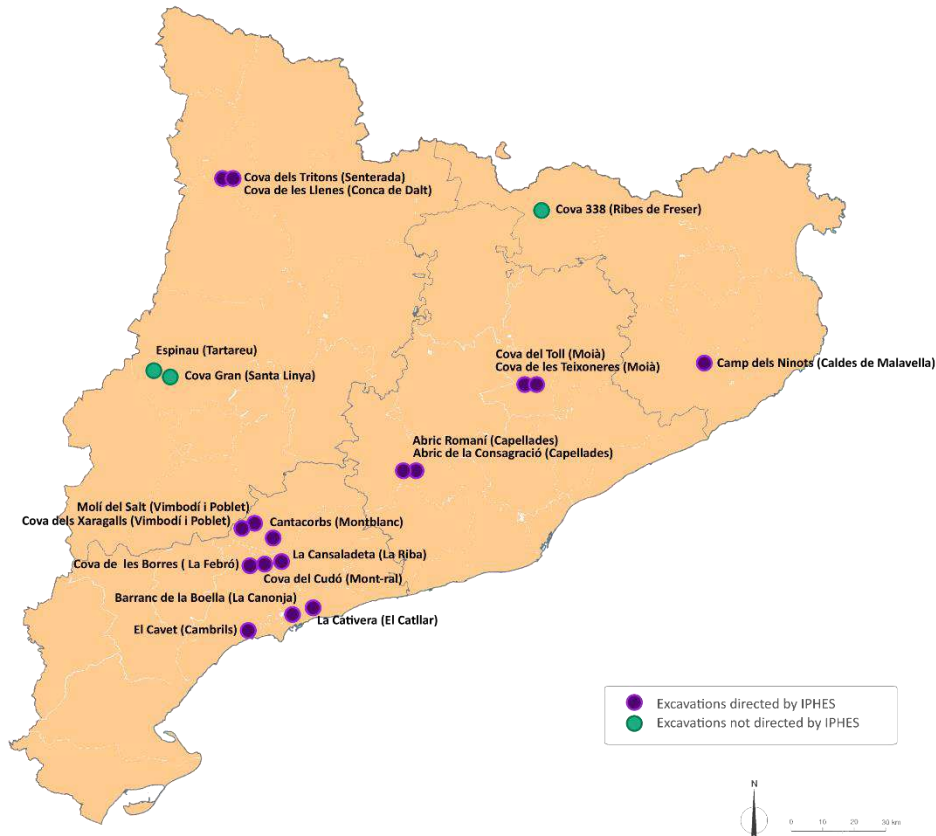 Cova dels Tritons (Senterada)
Cova de les Llenes (Conca de Dalt)
Cova 338 (Ribes de Freser)
Espinau (Tartareu)
Cova Gran (Santa Linya)
Cova del Toll (Moià)
Cova de les Teixoneres (Moià)
Camp dels Ninots (Caldes de Malavella)
Abric Romaní (Capellades)
Abric de la Consagració (Capellades)
Molí del Salt (Vimbodí i Poblet)
Cova dels Xaragalls (Vimbodí i Poblet)
Cantacorbs (Montblanc)
La Cansaladeta (La Riba)
Cova de les Borres ( La Febró)
Cova del Cudó (Mont-ral)
Barranc de la Boella (La Canonja)
La Cativera (El Catllar)
El Cavet (Cambrils)
Excavations directed by IPHES
Excavations not directed by IPHES
N
0 10 20 30 km